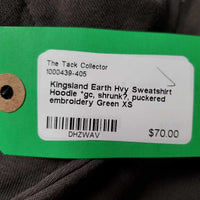 The Tack Collector
1000439-405
Kingsland Earth Hvy Sweatshirt
Hoodie *gc, shrunk?, puckered
embroidery Green XS
DHZWAV
$70.00